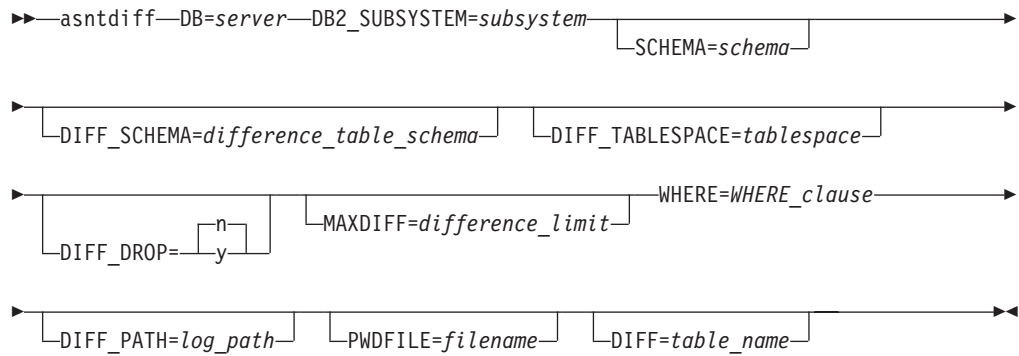 asntdiff DB=server DB2_SUBSYSTEM=subsystem
SCHEMA=schema
DIFF_SCHEMA=difference_table_schema DIFF_TABLESPACE=tablespace
WHERE=WHERE_clause
n MAXDIFF=difference_limit
DIFF_DROP= y
DIFF_PATH=log_path PWDFILE=filename DIFF=table_name